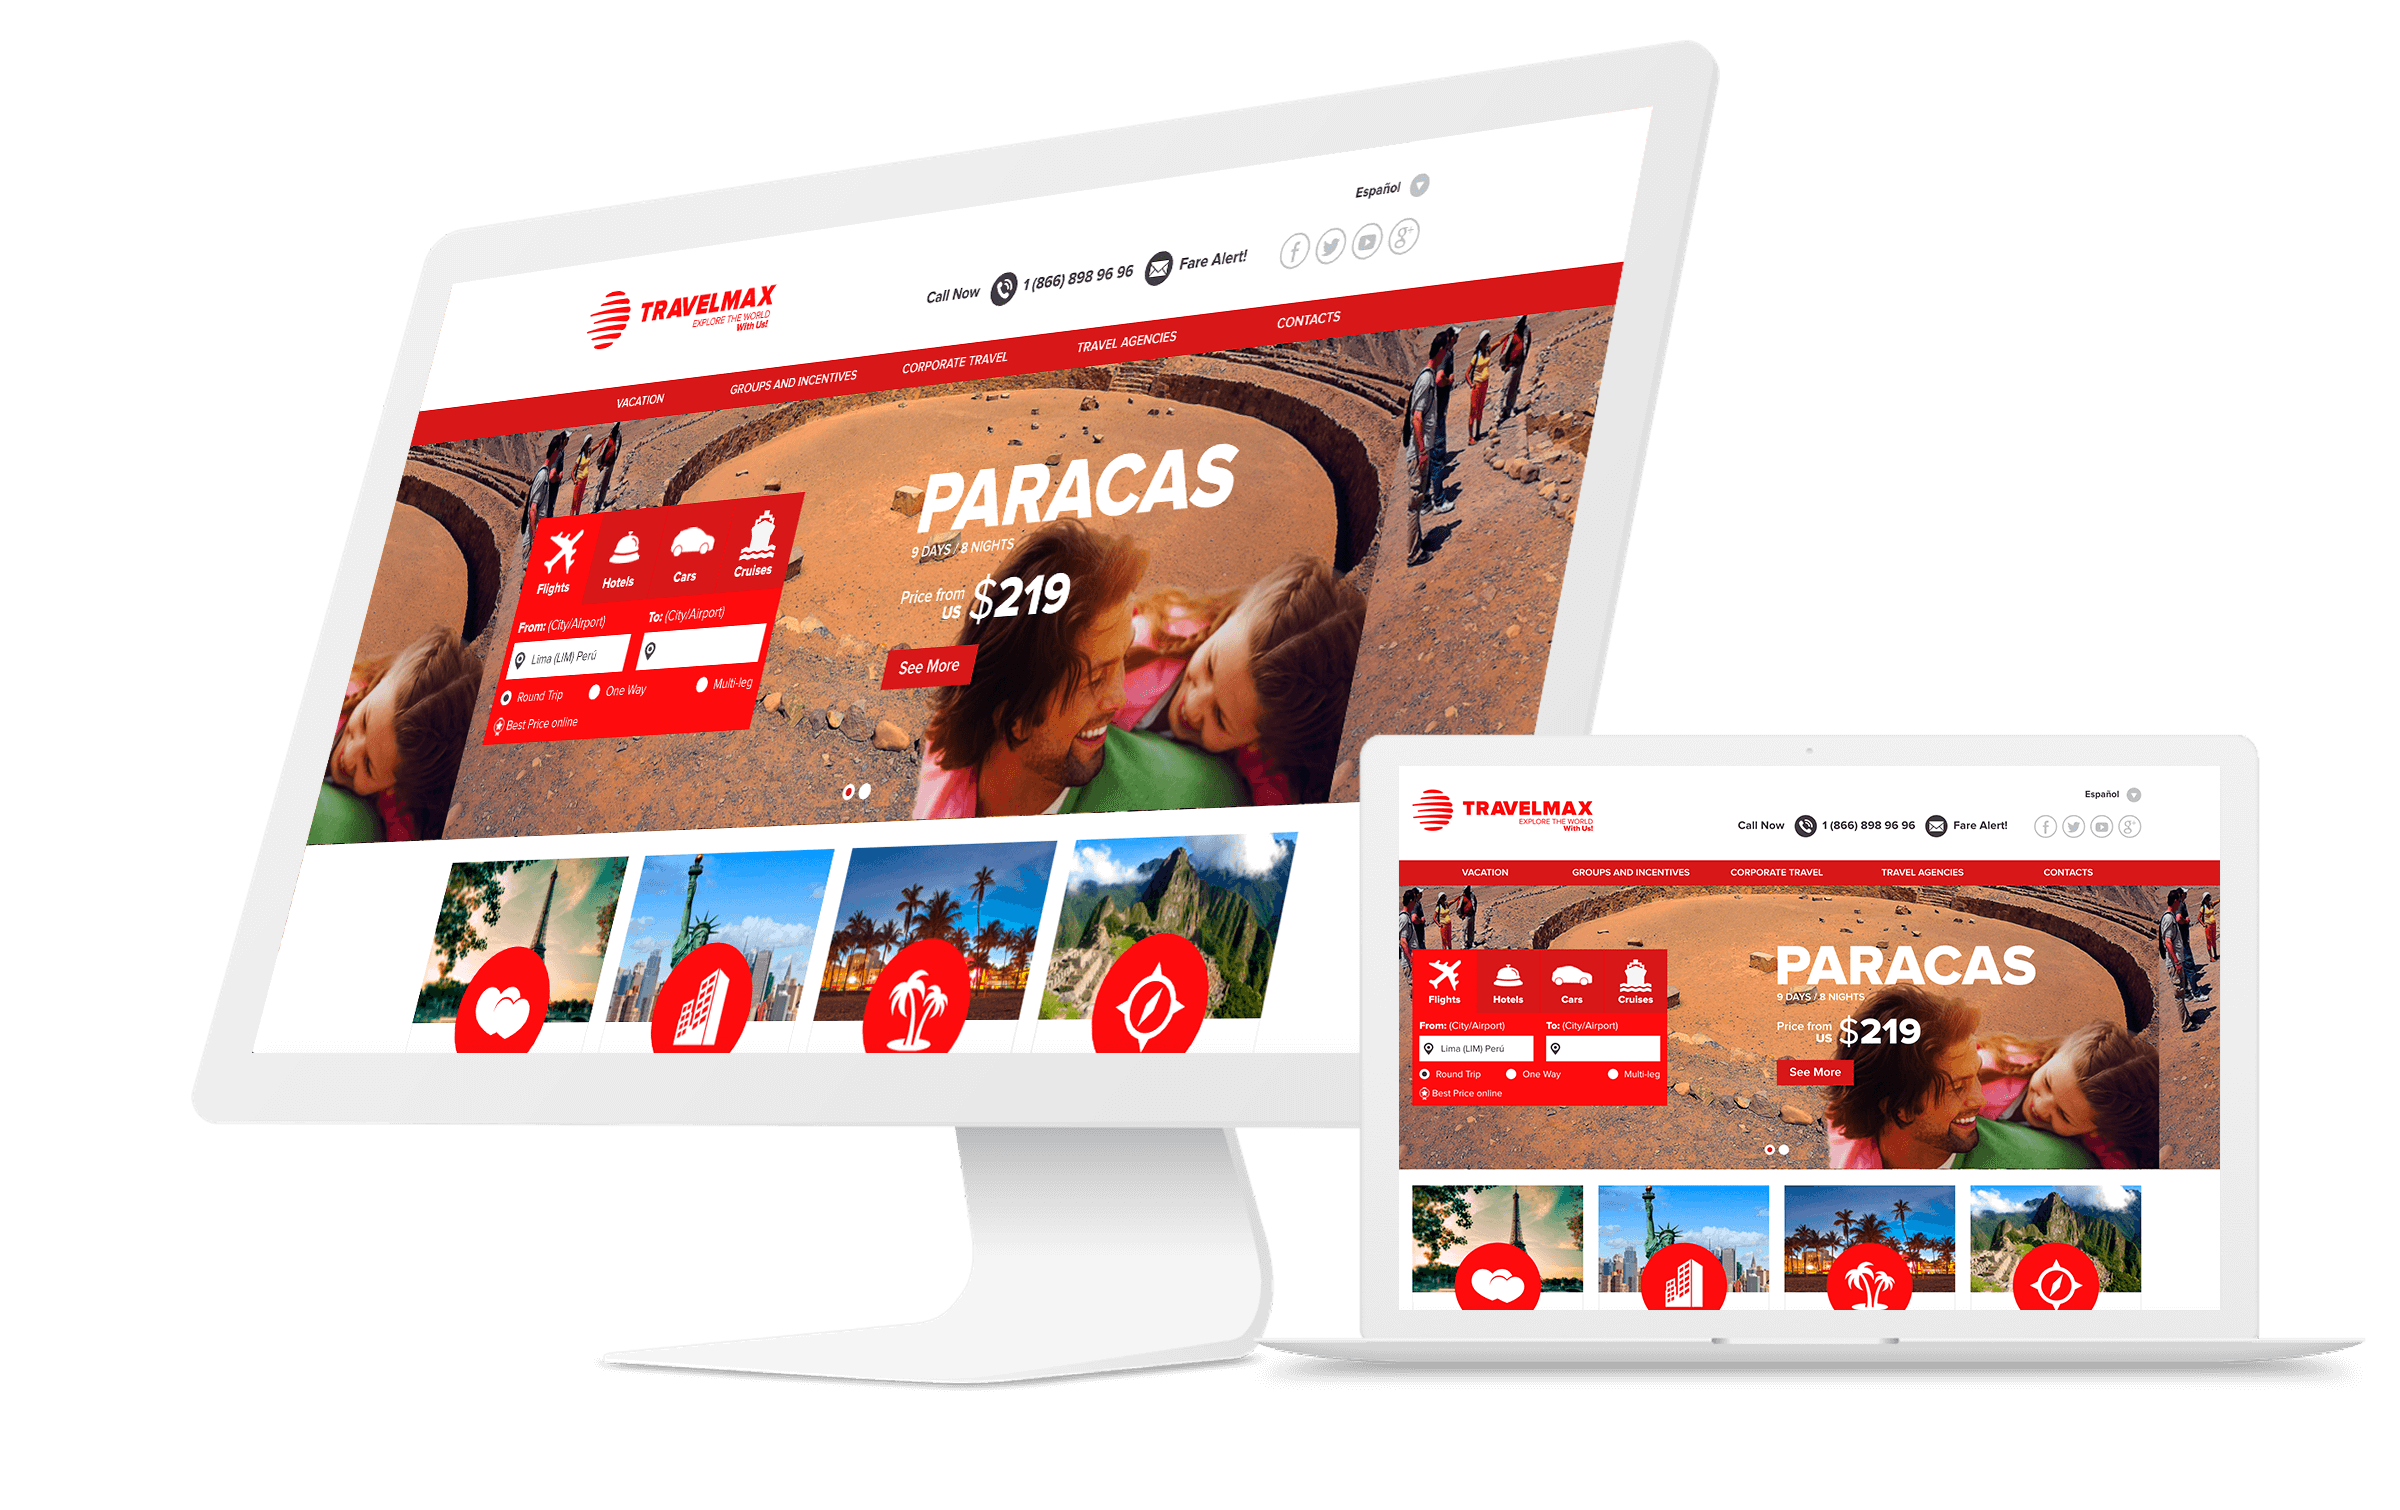 Español
TRAVELMAX
EXPLORE THE WORLD
With Us!
Call Now 1 (866) 898 96 96 Fare Alert!
VACATION GROUPS AND INCENTIVES CORPORATE TRAVEL TRAVEL AGENCIES CONTACTS
PARACAS
9 DAYS / 8 NIGHTS
Price from
US $219
See More
Flights Hotels Cars Cruises
From: (City/Airport) To: (City/Airport)
Lima (LIM) Perú
Round Trip One Way Multi-leg
Best Price online
Español
TRAVELMAX
EXPLORE THE WORLD
With Us!
Call Now 1 (866) 898 96 96 Fare Alert!
VACATION GROUPS AND INCENTIVES CORPORATE TRAVEL TRAVEL AGENCIES CONTACTS
PARACAS
9 DAYS / 8 NIGHTS
Price from
US $219
See More
Flights Hotels Cars Cruises
From: (City/Airport) To: (City/Airport)
Lima (LIM) Perú
Round Trip One Way Multi-leg
Best Price online